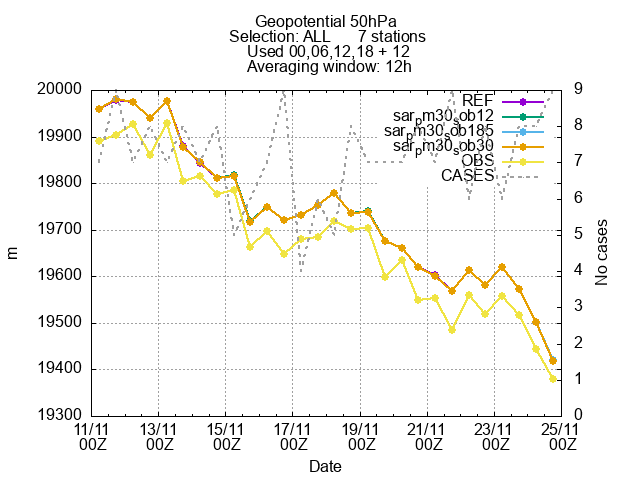 Geopotential 50hPa
Selection: ALL 7 stations
Used 00,06,12,18 + 12
Averaging window: 12h
20000
19900
19800
19700
19600
19500
19400
19300
m
9
8
7
6
5
4
3
2
1
0
No cases
REF
sarpm30sob12
sarpm30sob185
sarpm30sob30
OBS
CASES
11/11 13/11 15/11 17/11 19/11 21/11 23/11 25/11
00Z 00Z 00Z 00Z 00Z 00Z 00Z 00Z
Date